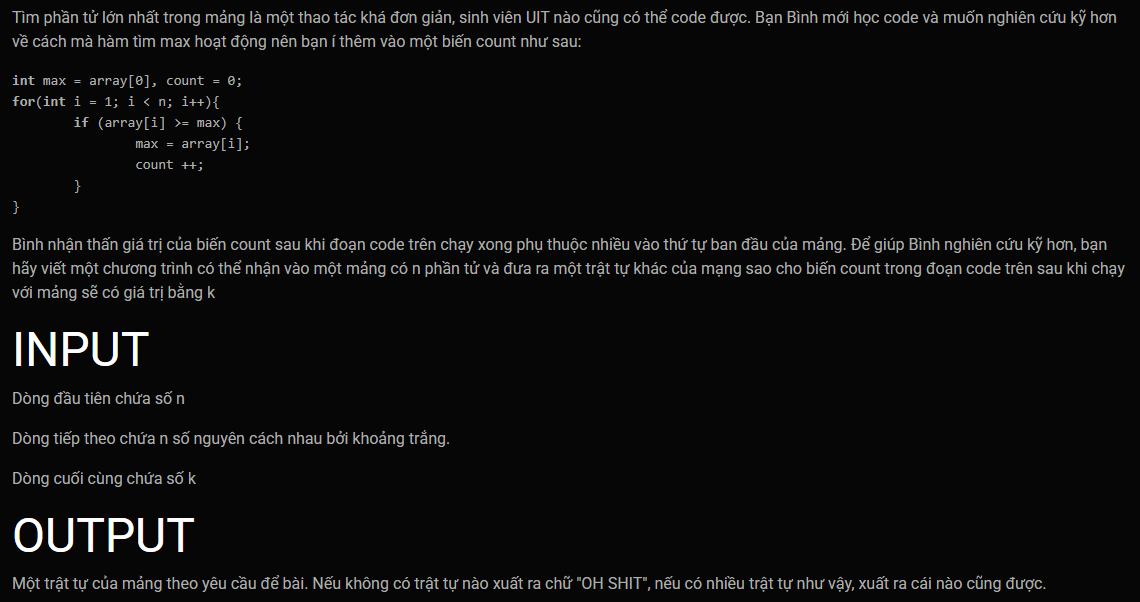 Tìm phần tử lớn nhất trong mảng là một thao tác khá đơn giản, sinh viên UIT nào cũng có thể code được. Bạn Bình mới học code và muốn nghiên cứu kỹ hơn
về cách mà hàm tìm max hoạt động nên bạn í thêm vào một biến count như sau:
int max = array[0], count = 0;
for(int i = 1; i < n; i++){
if (array[i] >= max) {
max = array[i];
count ++;
}
}
Bình nhận thấn giá trị của biến count sau khi đoạn code trên chạy xong phụ thuộc nhiều vào thứ tự ban đầu của mảng. Để giúp Bình nghiên cứu kỹ hơn, bạn
hãy viết một chương trình có thể nhận vào một mảng có n phần tử và đưa ra một trật tự khác của mạng sao cho biến count trong đoạn code trên sau khi chạy
với mảng sẽ có giá trị bằng k
INPUT
Dòng đầu tiên chứa số n
Dòng tiếp theo chứa n số nguyên cách nhau bởi khoảng trắng.
Dòng cuối cùng chứa số k
OUTPUT
Một trật tự của mảng theo yêu cầu để bài. Nếu không có trật tự nào xuất ra chữ "OH SHIT", nếu có nhiều trật tự như vậy, xuất ra cái nào cũng được.